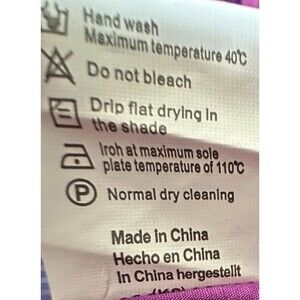 Hand wash
Maximum temperature 40℃
Do not bleach
Drip flat drying in
the shade
Iroh at maximum sole
plate temperature of 110℃
P Normal dry cleaning
Made in China
Hecho en China
In China hergestellt